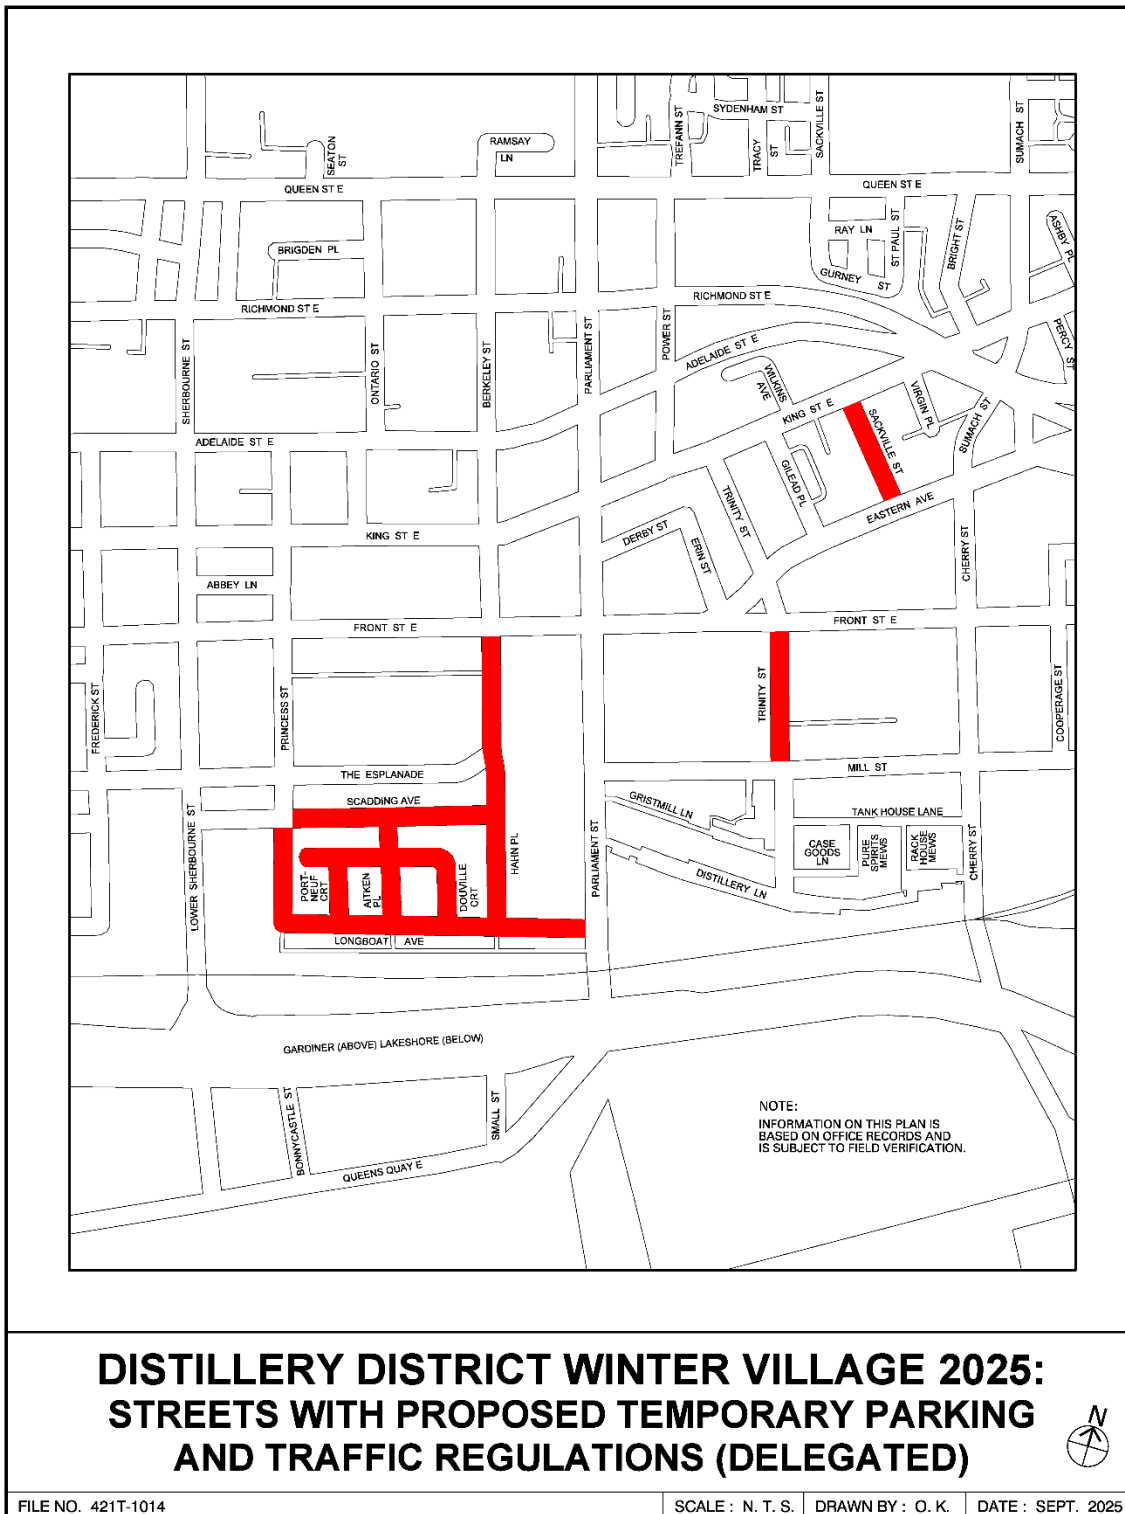 SYDENHAM ST
TREFANN ST
TRACY
ST
SACKVILLE ST
SUMACH ST
RAMSAY
LN
SEATON
ST
QUEEN ST E
QUEEN ST E
RAY LN
ST PAUL ST
BRIGHT ST
ASHBY PL
BRIGDEN PL
GURNEY
ST
RICHMOND ST E
RICHMOND ST E
PERCY
ST
SHERBOURNE ST
ONTARIO ST
BERKELEY ST
PARLIAMENT ST
POWER ST
ADELAIDE ST E
WILKINS
AVE
KING ST E
VIRGIN PL
SACKVILLE ST
SUMACH ST
ADELAIDE ST E
GILEAD PL
TRINITY ST
EASTERN AVE
KING ST E
DERBY ST
ERIN ST
CHERRY ST
ABBEY LN
FRONT ST E
FRONT ST E
FREDERICK ST
PRINCESS ST
TRINITY ST
COOPERAGE ST
THE ESPLANADE
MILL ST
SCADDING AVE
GRISTMILL LN
TANK HOUSE LANE
LOWER SHERBOURNE ST
HAHN PL
PARLIAMENT ST
CASE
GOODS
LN
PURE
SPIRITS
MEWS
RACK
HOUSE
MEWS
CHERRY ST
PORT-
NEUF
CRT
AITKEN
PL
DOUVILLE
CRT
DISTILLERY LN
LONGBOAT AVE
GARDINER (ABOVE) LAKESHORE (BELOW)
BONNYCASTLE ST
SMALL ST
QUEENS QUAY E
NOTE:
INFORMATION ON THIS PLAN IS
BASED ON OFFICE RECORDS AND
IS SUBJECT TO FIELD VERIFICATION.
DISTILLERY DISTRICT WINTER VILLAGE 2025:
STREETS WITH PROPOSED TEMPORARY PARKING
AND TRAFFIC REGULATIONS (DELEGATED)
N
FILE NO. 421T-1014
SCALE : N. T. S.
DRAWN BY : O. K.
DATE : SEPT. 2025